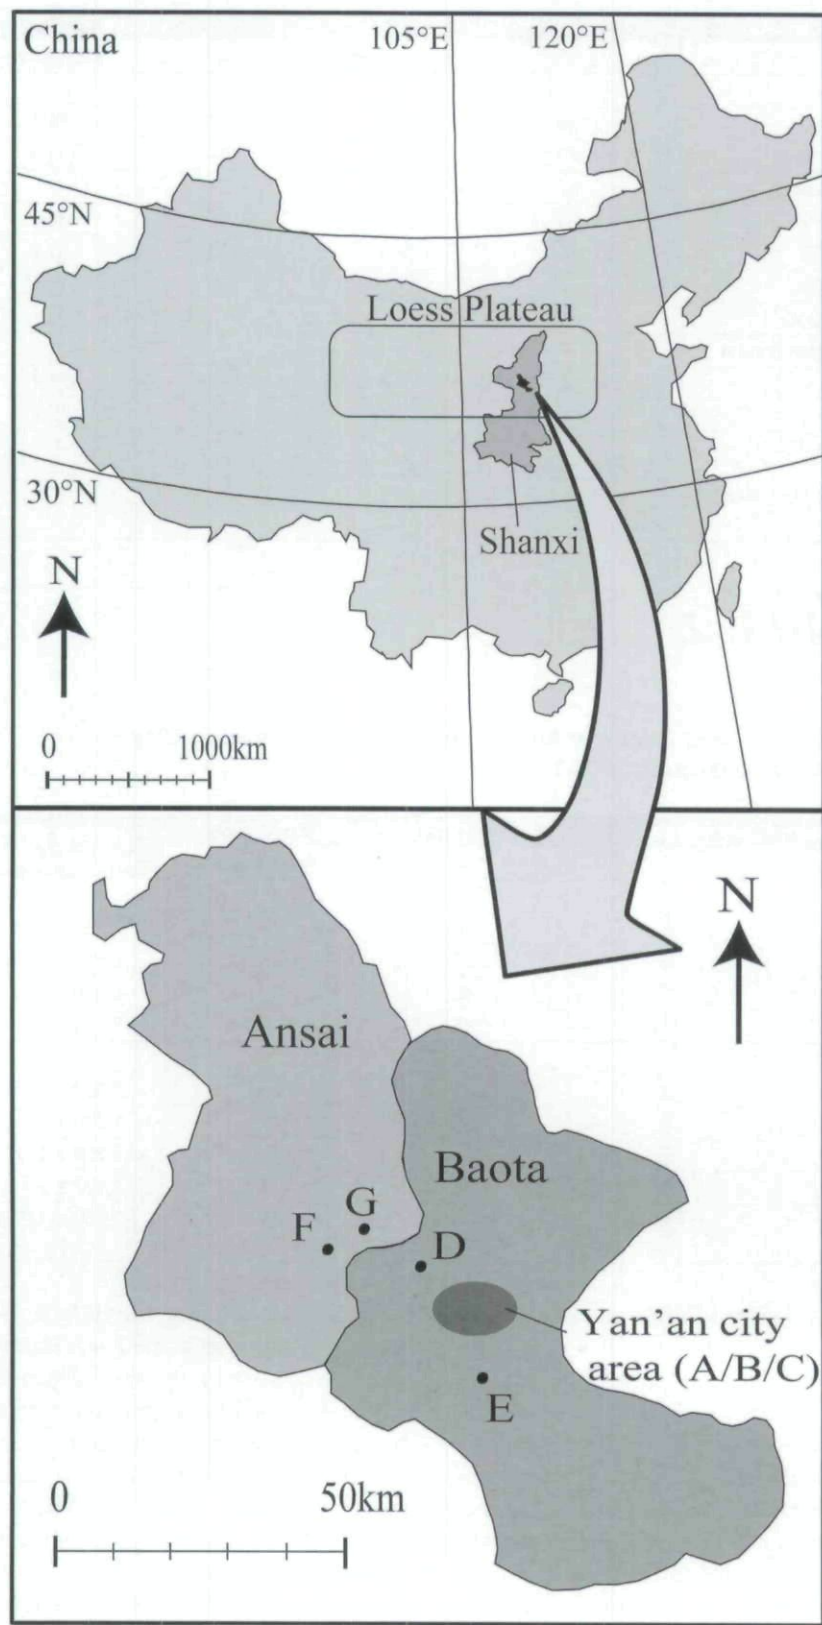 China
105°E
120°E
45°N
Loess Plateau
30°N
Shanxi
N
0 1000km
N
Ansai
Baota
G
F
D
Yan’an city
area (A/B/C)
E
0 50km